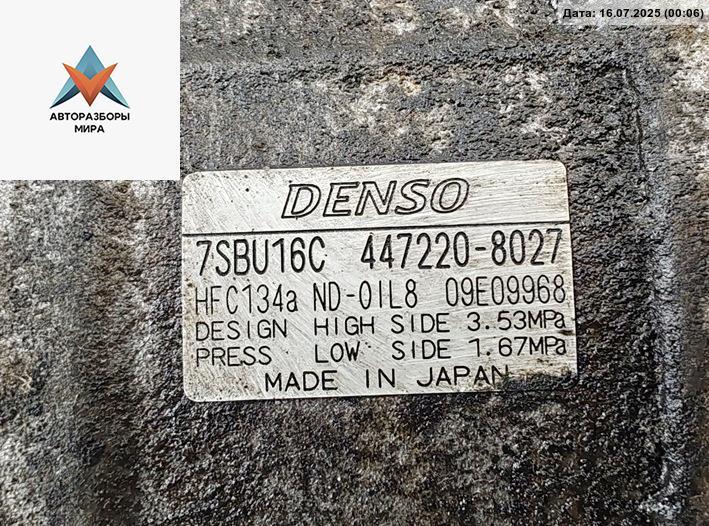 Дата: 16.07.2025 (00:06)
АВТОРАЗБОРЫ
МИРА
DENSO
7SBU16C 447220-8027
HFC134a ND-OIL8 09E09968
DESIGN HIGH SIDE 3.53MPa
PRESS LOW SIDE 1.67MPa
MADE IN JAPAN